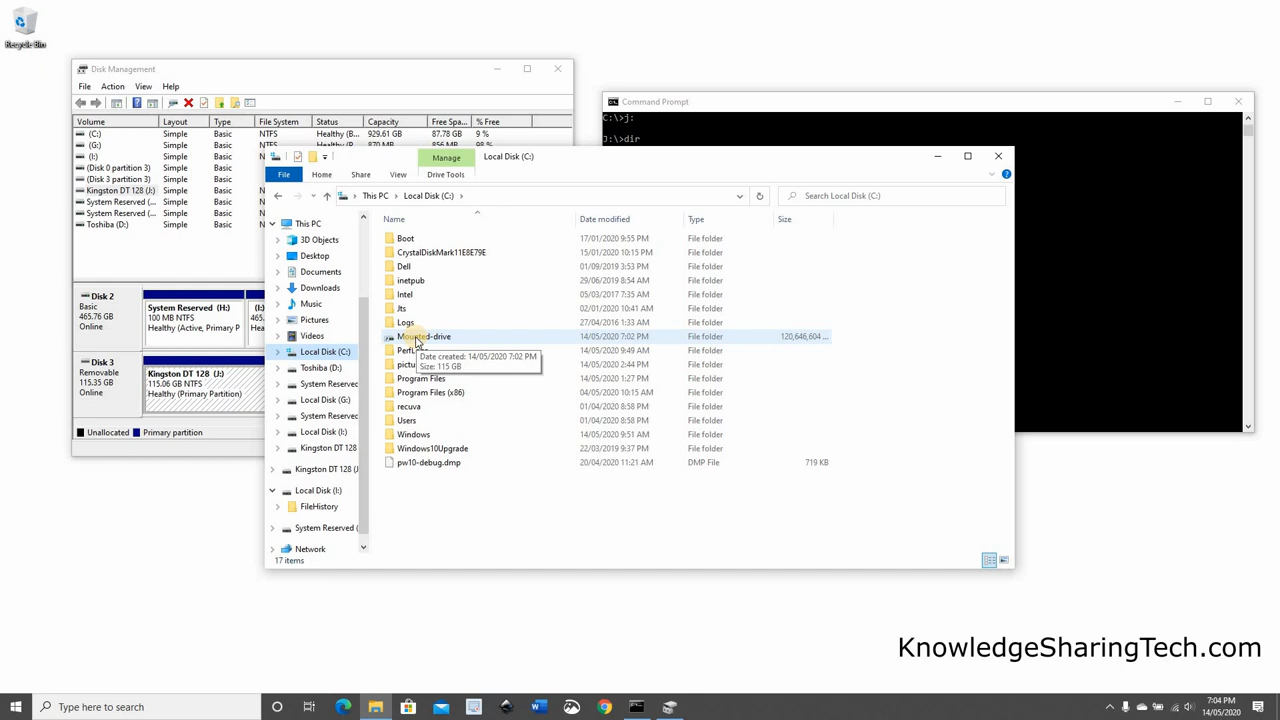 Recycle Bin
Disk Management
File Action View Help
Volume Layout Type File System Status Capacity Free Spa... % Free
(C:) Simple Basic NTFS Healthy (B... 929.61 GB 87.78 GB 9 %
(G:) Simple Basic NTFS Healthy (P... 870 MB 856 MB 98 %
(I:) Simple
(Disk 0 partition 3) Simple
(Disk 3 partition 3) Simple
Kingston DT 128 (J:) Simple
System Reserved (... Simple
System Reserved (... Simple
Toshiba (D:) Simple
Disk 2
Basic
465.76 GB
Online
System Reserved (H:)
100 MB NTFS
Healthy (Active, Primary P
(I:)
Disk 3
Removable
115.35 GB
Online
Kingston DT 128 (J:)
115.06 GB NTFS
Healthy (Primary Partition)
Unallocated Primary partition
Command Prompt
C:\>j:
J:\>dir
Manage Local Disk (C:)
File Home Share View Drive Tools
This PC Local Disk (C:) Search Local Disk (C:)
This PC
3D Objects
Desktop
Documents
Downloads
Music
Pictures
Videos
Local Disk (C:)
Toshiba (D:)
System Reserved
Local Disk (G:)
System Reserved
Local Disk (I:)
Kingston DT 128
Kingston DT 128 (J
Local Disk (I:)
FileHistory
System Reserved (
Network
Name Date modified Type Size
Boot 17/01/2020 9:55 PM File folder
CrystalDiskMark11E8E79E 15/01/2020 10:15 PM File folder
Dell 01/09/2019 3:53 PM File folder
inetpub 29/06/2019 8:54 AM File folder
Intel 05/03/2017 7:35 AM File folder
Jts 02/01/2020 10:41 AM File folder
Logs 27/04/2016 1:33 AM File folder
Mounted-drive 14/05/2020 7:02 PM File folder 120,646,604 ...
PerfL 14/05/2020 9:49 AM File folder
pictu 14/05/2020 2:44 PM File folder
Program Files 14/05/2020 1:27 PM File folder
Program Files (x86) 04/05/2020 10:15 AM File folder
recuva 01/04/2020 8:58 PM File folder
Users 01/04/2020 8:58 PM File folder
Windows 14/05/2020 9:51 AM File folder
Windows10Upgrade 22/03/2019 9:37 PM File folder
pw10-debug.dmp 20/04/2020 11:21 AM DMP File 719 KB
Date created: 14/05/2020 7:02 PM
Size: 115 GB
17 items
KnowledgeSharingTech.com
Type here to search
7:04 PM
14/05/2020